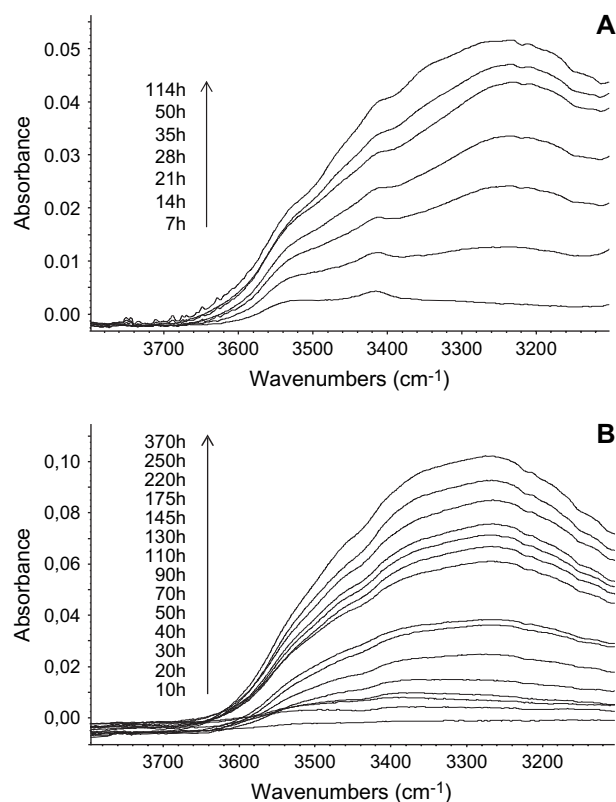 A
0.05
0.04
0.03
0.02
0.01
0.00
Absorbance
114h
50h
35h
28h
21h
14h
7h
3700 3600 3500 3400 3300 3200
Wavenumbers (cm-1)
B
0,10
0,08
0,06
0,04
0,02
0,00
Absorbance
370h
250h
220h
175h
145h
130h
110h
90h
70h
50h
40h
30h
20h
10h
3700 3600 3500 3400 3300 3200
Wavenumbers (cm-1)